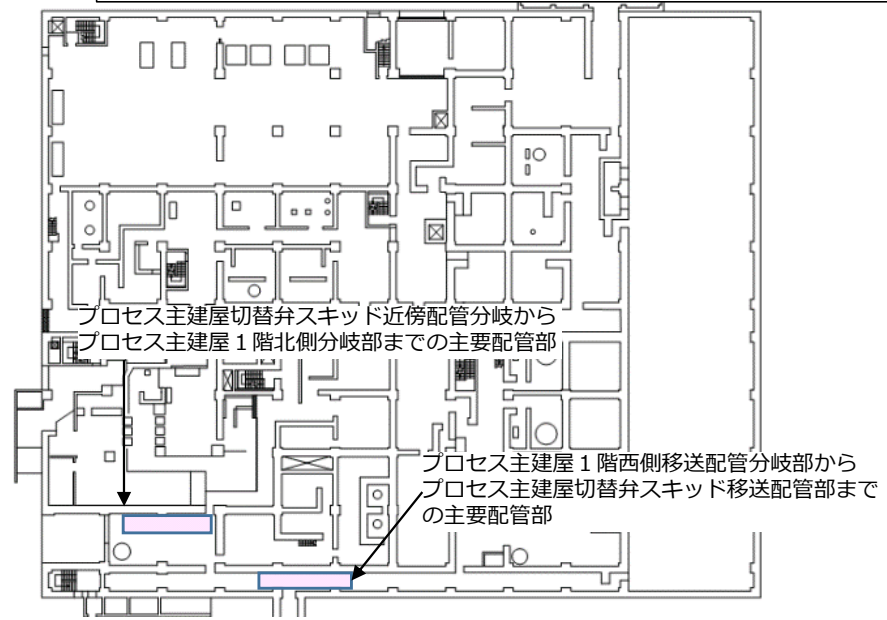 プロセス主建屋切替弁スキッド近傍配管分岐から
プロセス主建屋１階北側分岐部までの主要配管部
プロセス主建屋１階西側移送配管分岐部から
プロセス主建屋切替弁スキッド移送配管部まで
の主要配管部